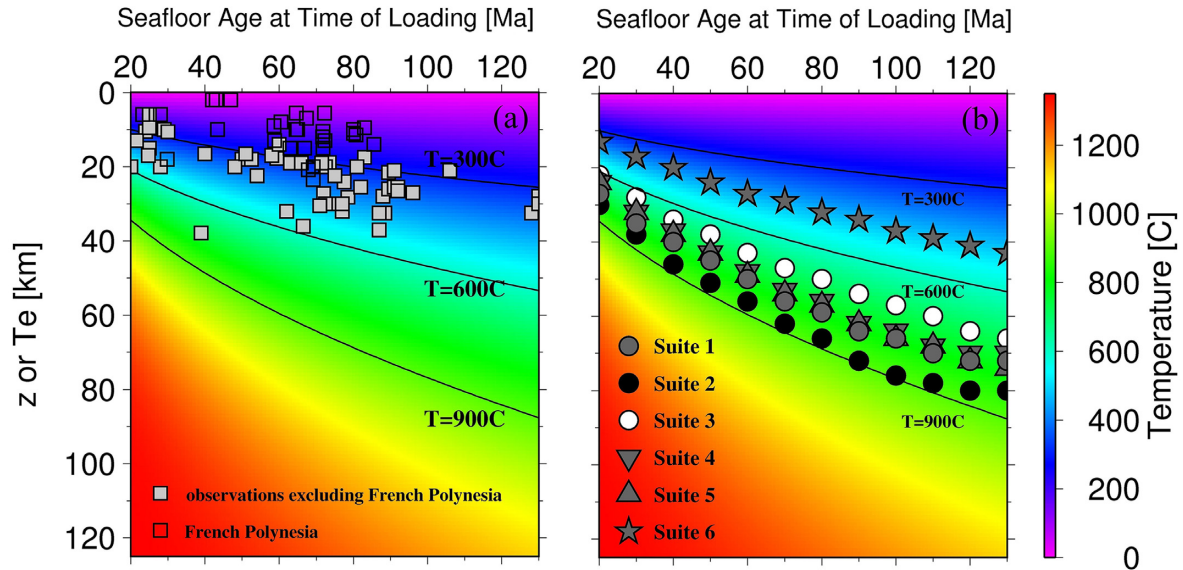 Seafloor Age at Time of Loading [Ma]
20 40 60 80 100 120
z or Te [km]
0
20
40
60
80
100
120
(a)
T=300C
T=600C
T=900C
observations excluding French Polynesia
French Polynesia
Seafloor Age at Time of Loading [Ma]
20 40 60 80 100 120
(b)
T=300C
T=600C
T=900C
Suite 1
Suite 2
Suite 3
Suite 4
Suite 5
Suite 6
1200
1000
800
600
400
200
0
Temperature [C]